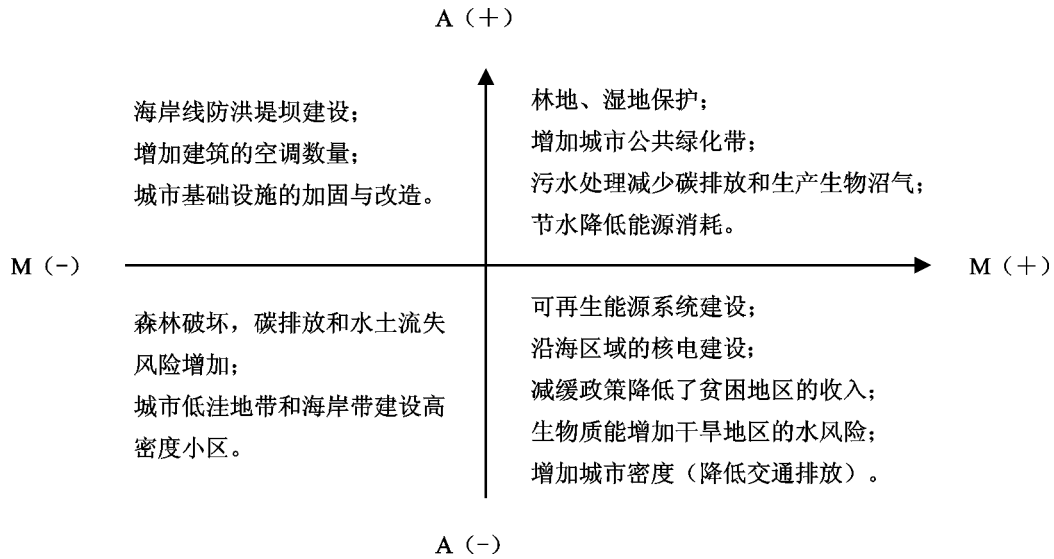 A（＋）
海岸线防洪堤坝建设；
增加建筑的空调数量；
城市基础设施的加固与改造。
林地、湿地保护；
增加城市公共绿化带；
污水处理减少碳排放和生产生物沼气；
节水降低能源消耗。
M（-）
M（＋）
森林破坏，碳排放和水土流失
风险增加；
城市低洼地带和海岸带建设高
密度小区。
可再生能源系统建设；
沿海区域的核电建设；
减缓政策降低了贫困地区的收入；
生物质能增加干旱地区的水风险；
增加城市密度（降低交通排放）。
A（-）